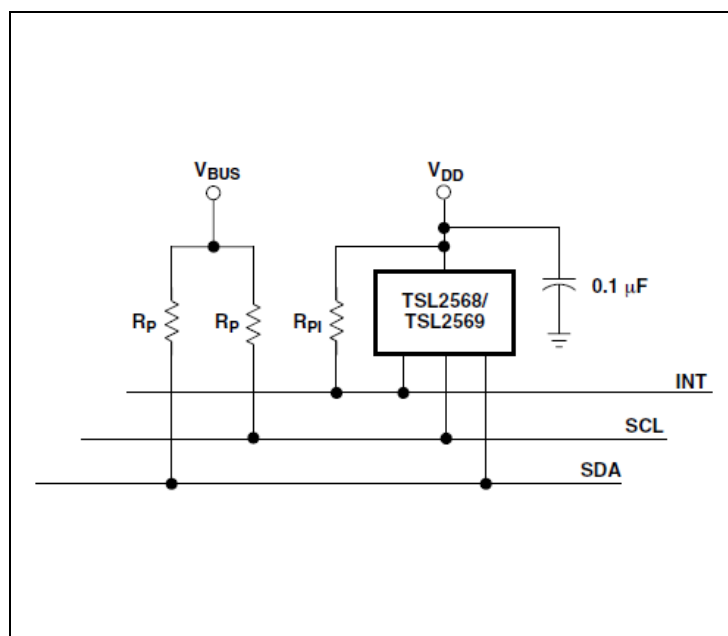 VBUS
VDD
TSL2568/
TSL2569
0.1 μF
RP
RP
RPI
INT
SCL
SDA